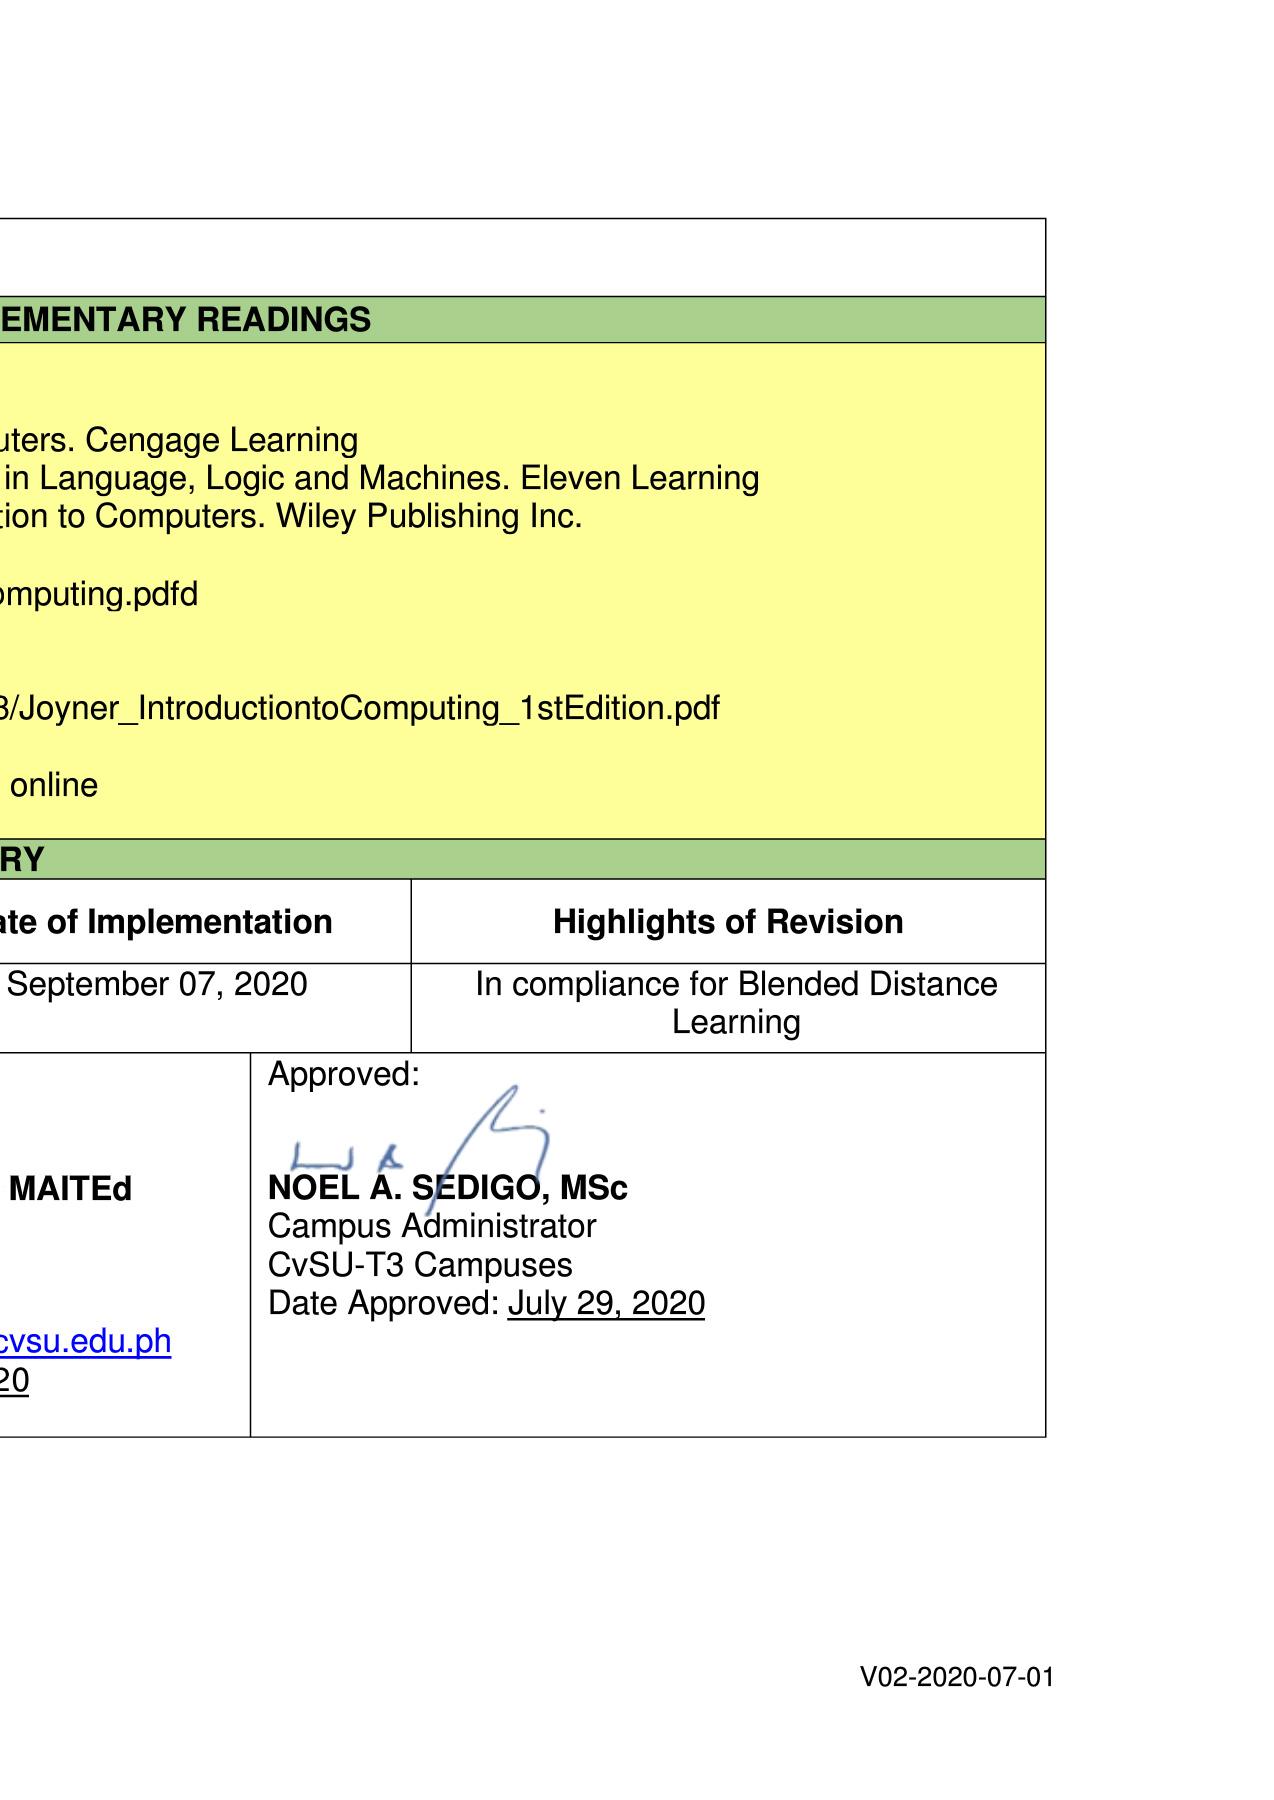 EMENTARY READINGS
uters. Cengage Learning
in Language, Logic and Machines. Eleven Learning
tion to Computers. Wiley Publishing Inc.
omputing.pdfd
3/Joyner_IntroductiontoComputing_1stEdition.pdf
online
RY
ate of Implementation Highlights of Revision
September 07, 2020 In compliance for Blended Distance
Learning
Approved:
MAITEd NOEL A. SEDIGO, MSc
Campus Administrator
CvSU-T3 Campuses
Date Approved: July 29, 2020
cvsu.edu.ph
20
V02-2020-07-01